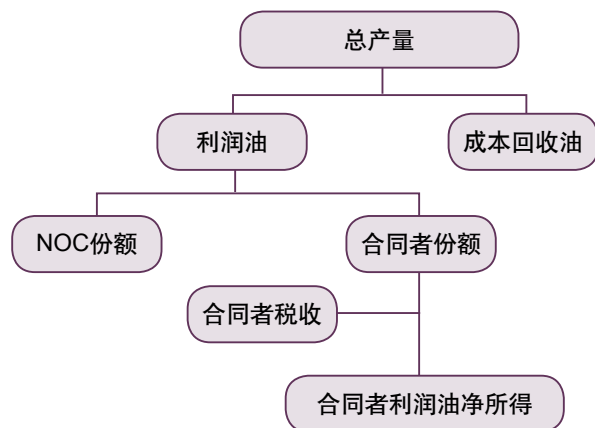 总产量
利润油
成本回收油
NOC份额
合同者份额
合同者税收
合同者利润油净所得